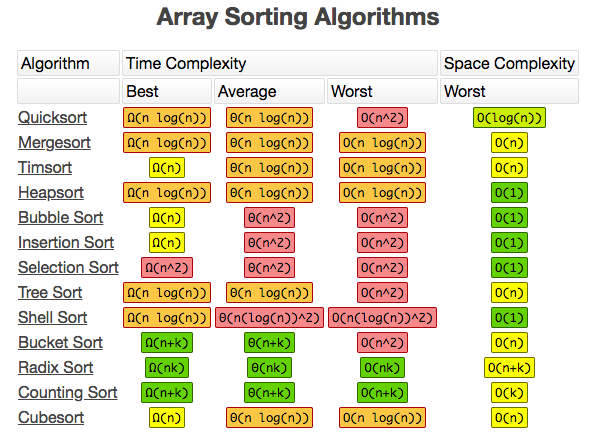 Array Sorting Algorithms
Algorithm Time Complexity Space Complexity
Best Average Worst Worst
Quicksort Ω(n log(n)) θ(n log(n)) O(n^2) O(log(n))
Mergesort Ω(n log(n)) θ(n log(n)) O(n log(n)) O(n)
Timsort Ω(n) θ(n log(n)) O(n log(n)) O(n)
Heapsort Ω(n log(n)) θ(n log(n)) O(n log(n)) O(1)
Bubble Sort Ω(n) θ(n^2) O(n^2) O(1)
Insertion Sort Ω(n) θ(n^2) O(n^2) O(1)
Selection Sort Ω(n^2) θ(n^2) O(n^2) O(1)
Tree Sort Ω(n log(n)) θ(n log(n)) O(n^2) O(n)
Shell Sort Ω(n log(n)) θ(n(log(n))^2) O(n(log(n))^2) O(1)
Bucket Sort Ω(n+k) θ(n+k) O(n^2) O(n)
Radix Sort Ω(nk) θ(nk) O(nk) O(n+k)
Counting Sort Ω(n+k) θ(n+k) O(n+k) O(k)
Cubesort Ω(n) θ(n log(n)) O(n log(n)) O(n)